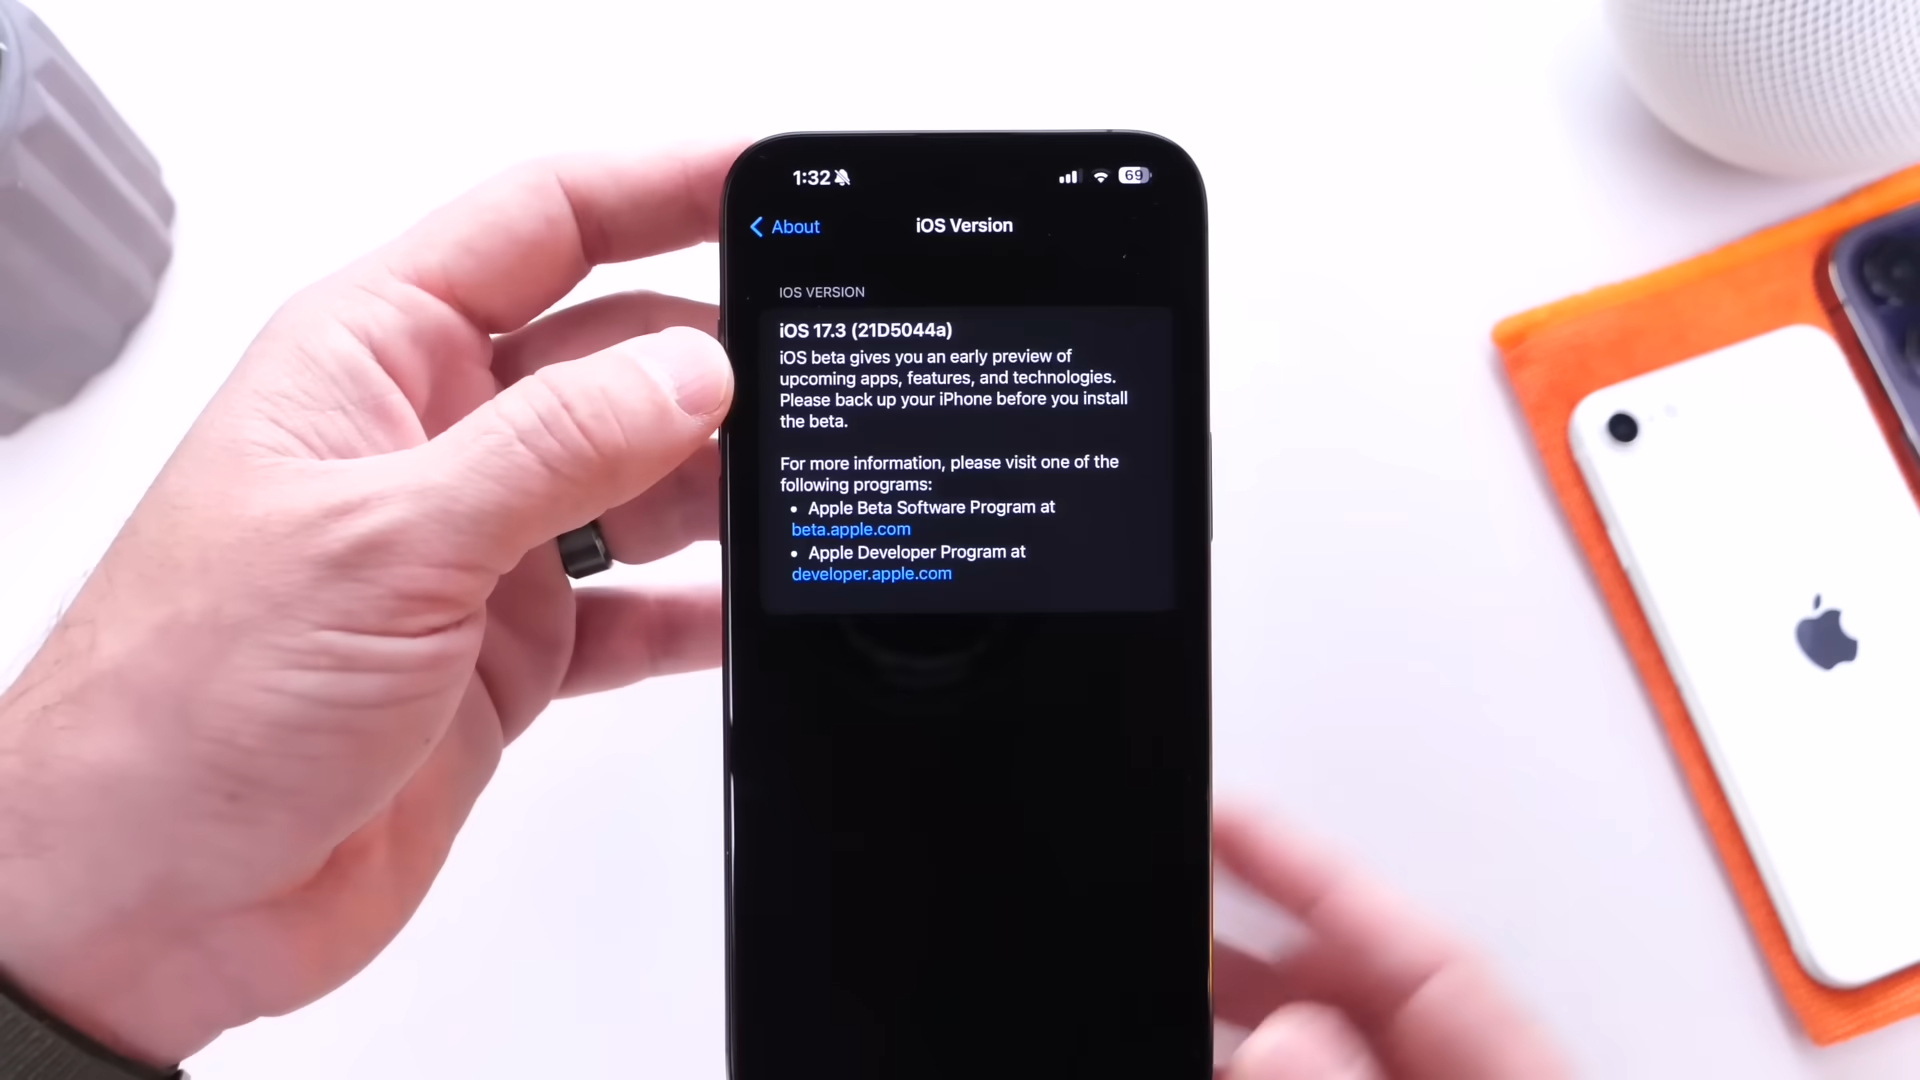 1:32 69
About iOS Version
IOS VERSION
iOS 17.3 (21D5044a)
iOS beta gives you an early preview of
upcoming apps, features, and technologies.
Please back up your iPhone before you install
the beta.
For more information, please visit one of the
following programs:
• Apple Beta Software Program at
beta.apple.com
• Apple Developer Program at
developer.apple.com